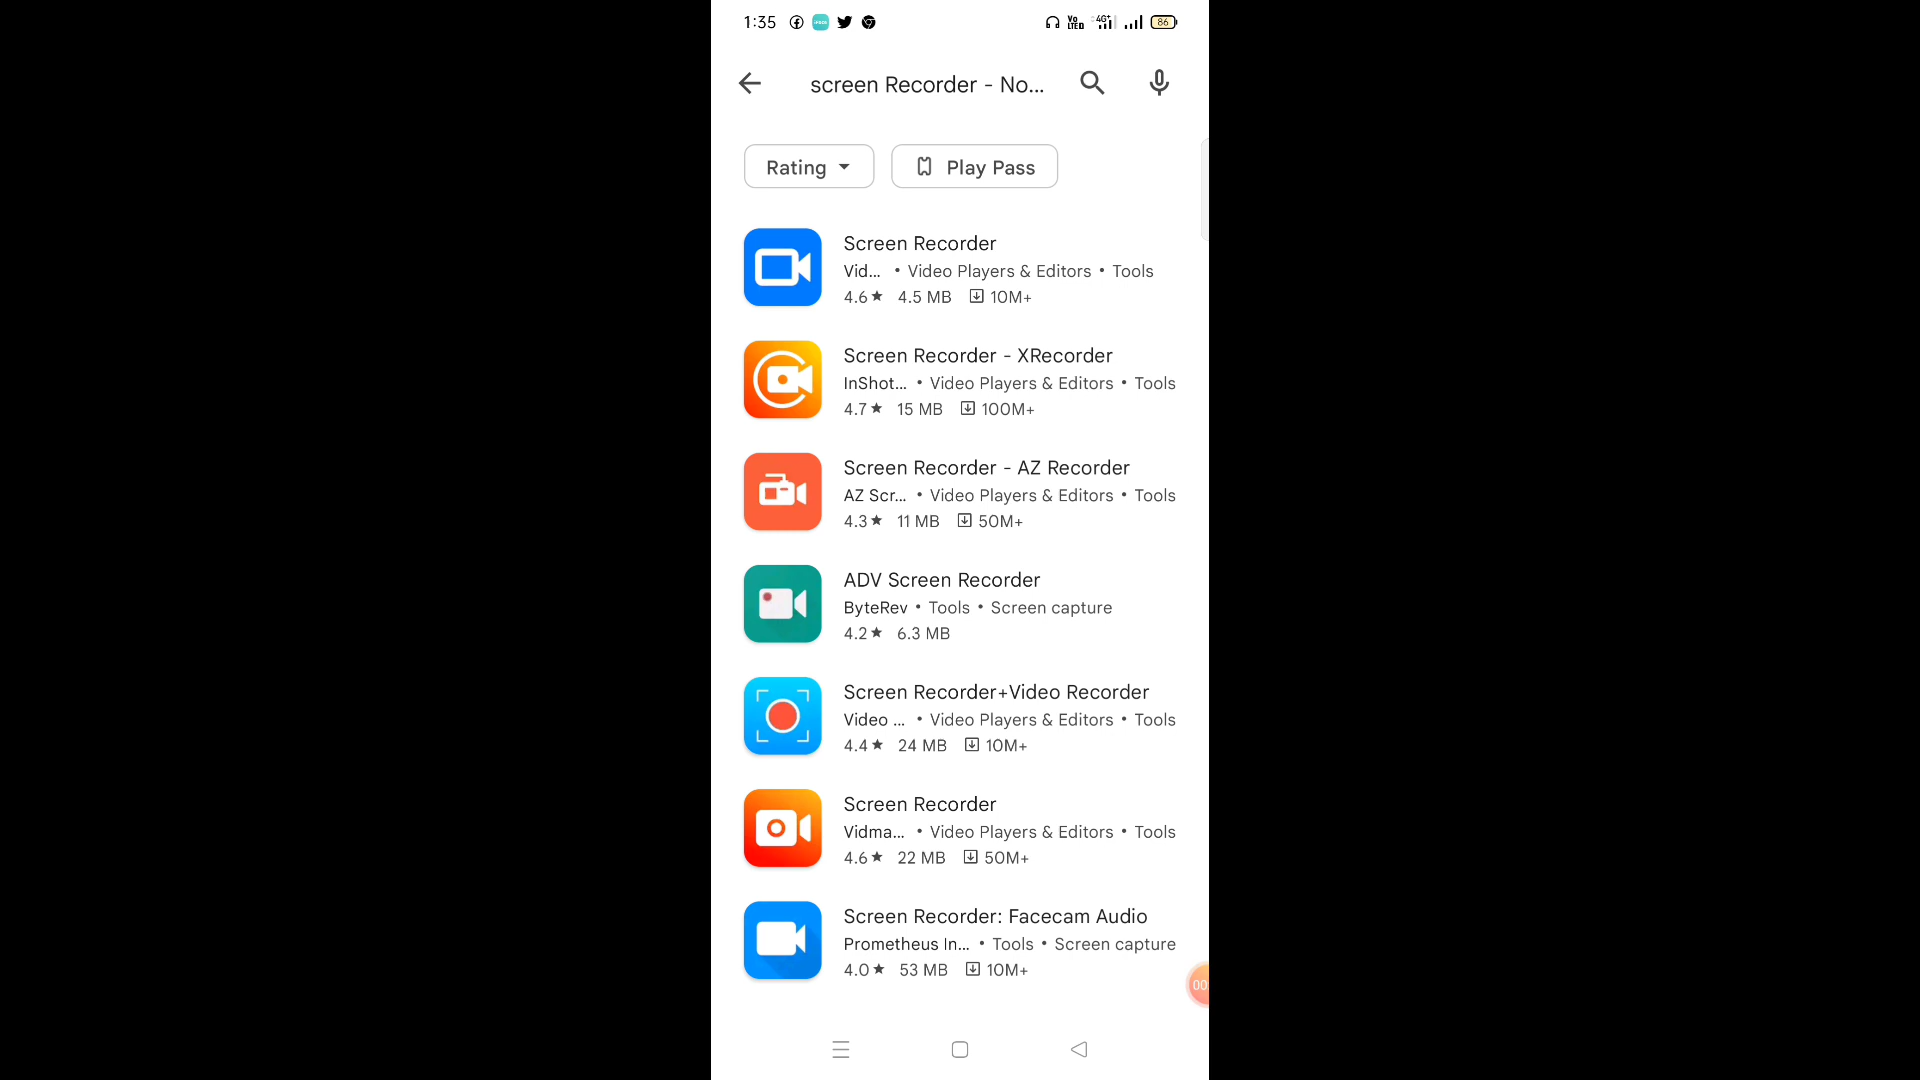 1:35
Vo
LTE
4G+
86
screen Recorder - No...
Rating
Play Pass
Screen Recorder
Vid... • Video Players & Editors • Tools
4.6★ 4.5 MB 10M+
Screen Recorder - XRecorder
InShot... • Video Players & Editors • Tools
4.7★ 15 MB 100M+
Screen Recorder - AZ Recorder
AZ Scr... • Video Players & Editors • Tools
4.3★ 11 MB 50M+
ADV Screen Recorder
ByteRev • Tools • Screen capture
4.2★ 6.3 MB
Screen Recorder+Video Recorder
Video ... • Video Players & Editors • Tools
4.4★ 24 MB 10M+
Screen Recorder
Vidma... • Video Players & Editors • Tools
4.6★ 22 MB 50M+
Screen Recorder: Facecam Audio
Prometheus In... • Tools • Screen capture
4.0★ 53 MB 10M+
00